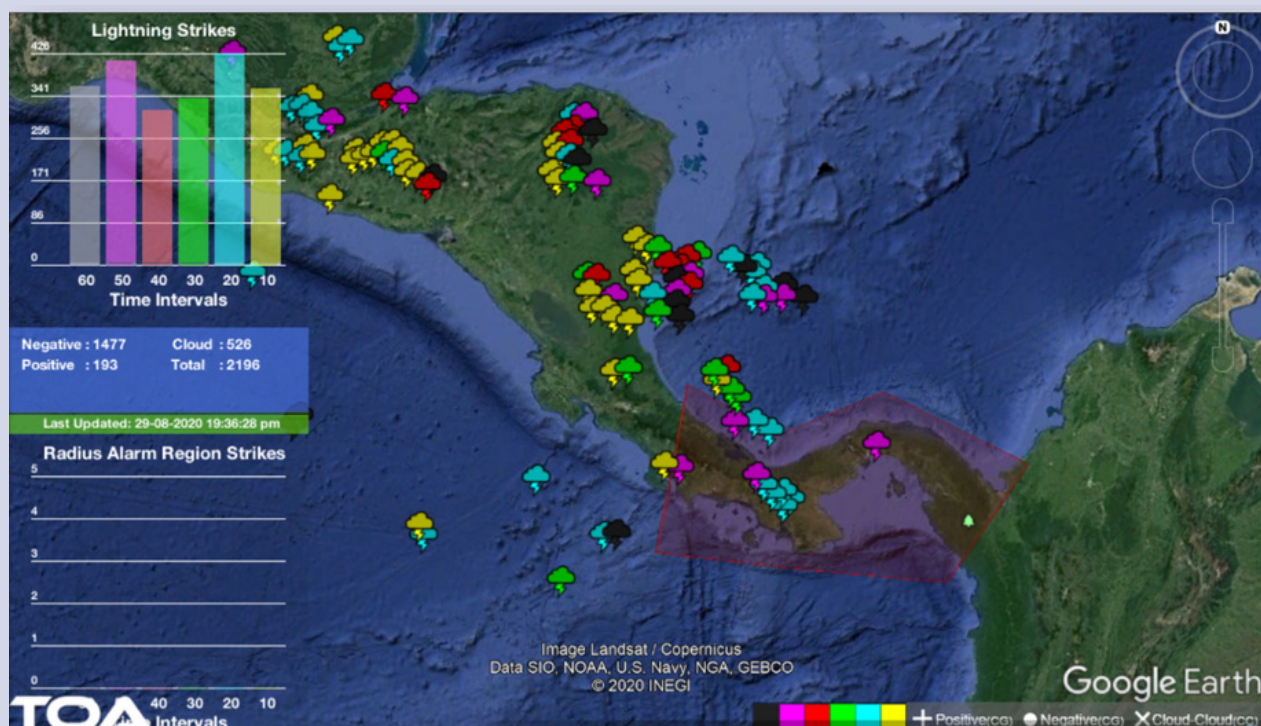 Lightning Strikes
426
341
256
171
86
0
60 50 40 30 20 10
Time Intervals
Negative : 1477 Cloud : 526
Positive : 193 Total : 2196
Last Updated: 29-08-2020 19:36:28 pm
Radius Alarm Region Strikes
5
4
3
2
1
0
40 30 20 10
TOA
Intervals
N
Image Landsat / Copernicus
Data SIO, NOAA, U.S. Navy, NGA, GEBCO
© 2020 INEGI
Google Earth
Positive(CG) Negative(CG) Cloud-Cloud(CC)